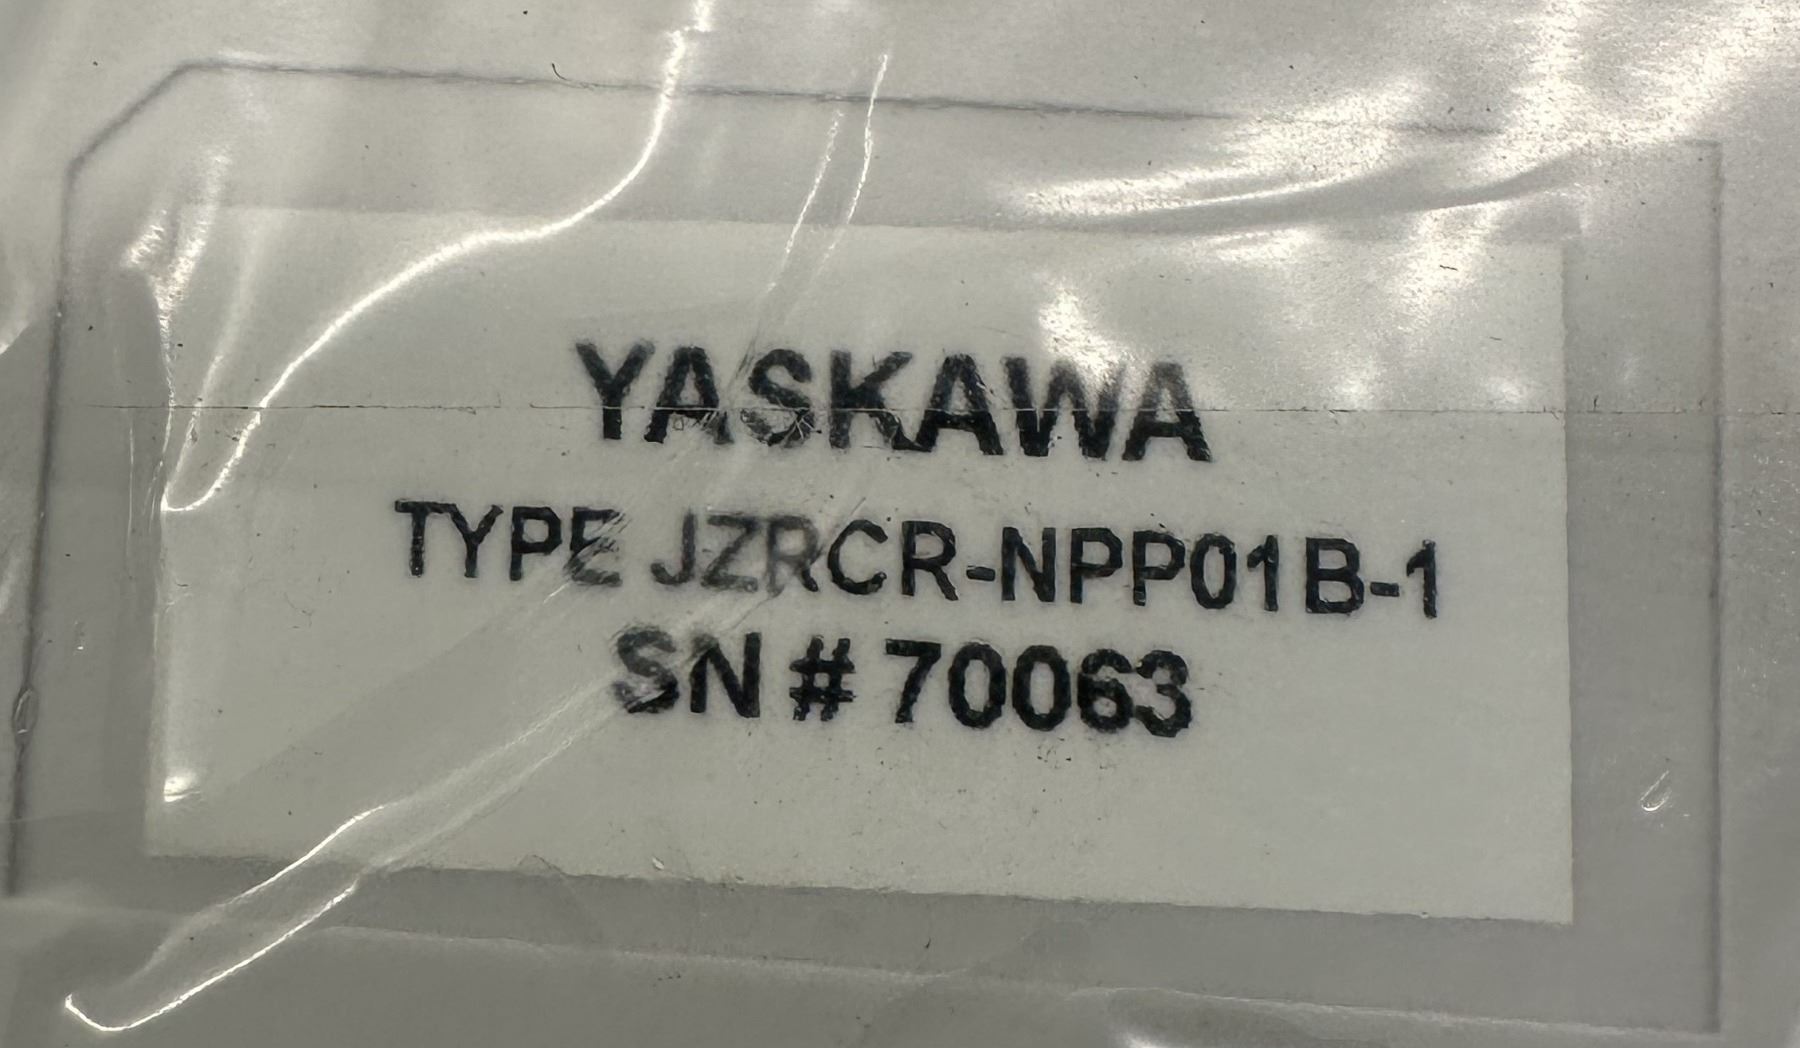 YASKAWA
TYPE JZRCR-NPP01B-1
SN # 70063